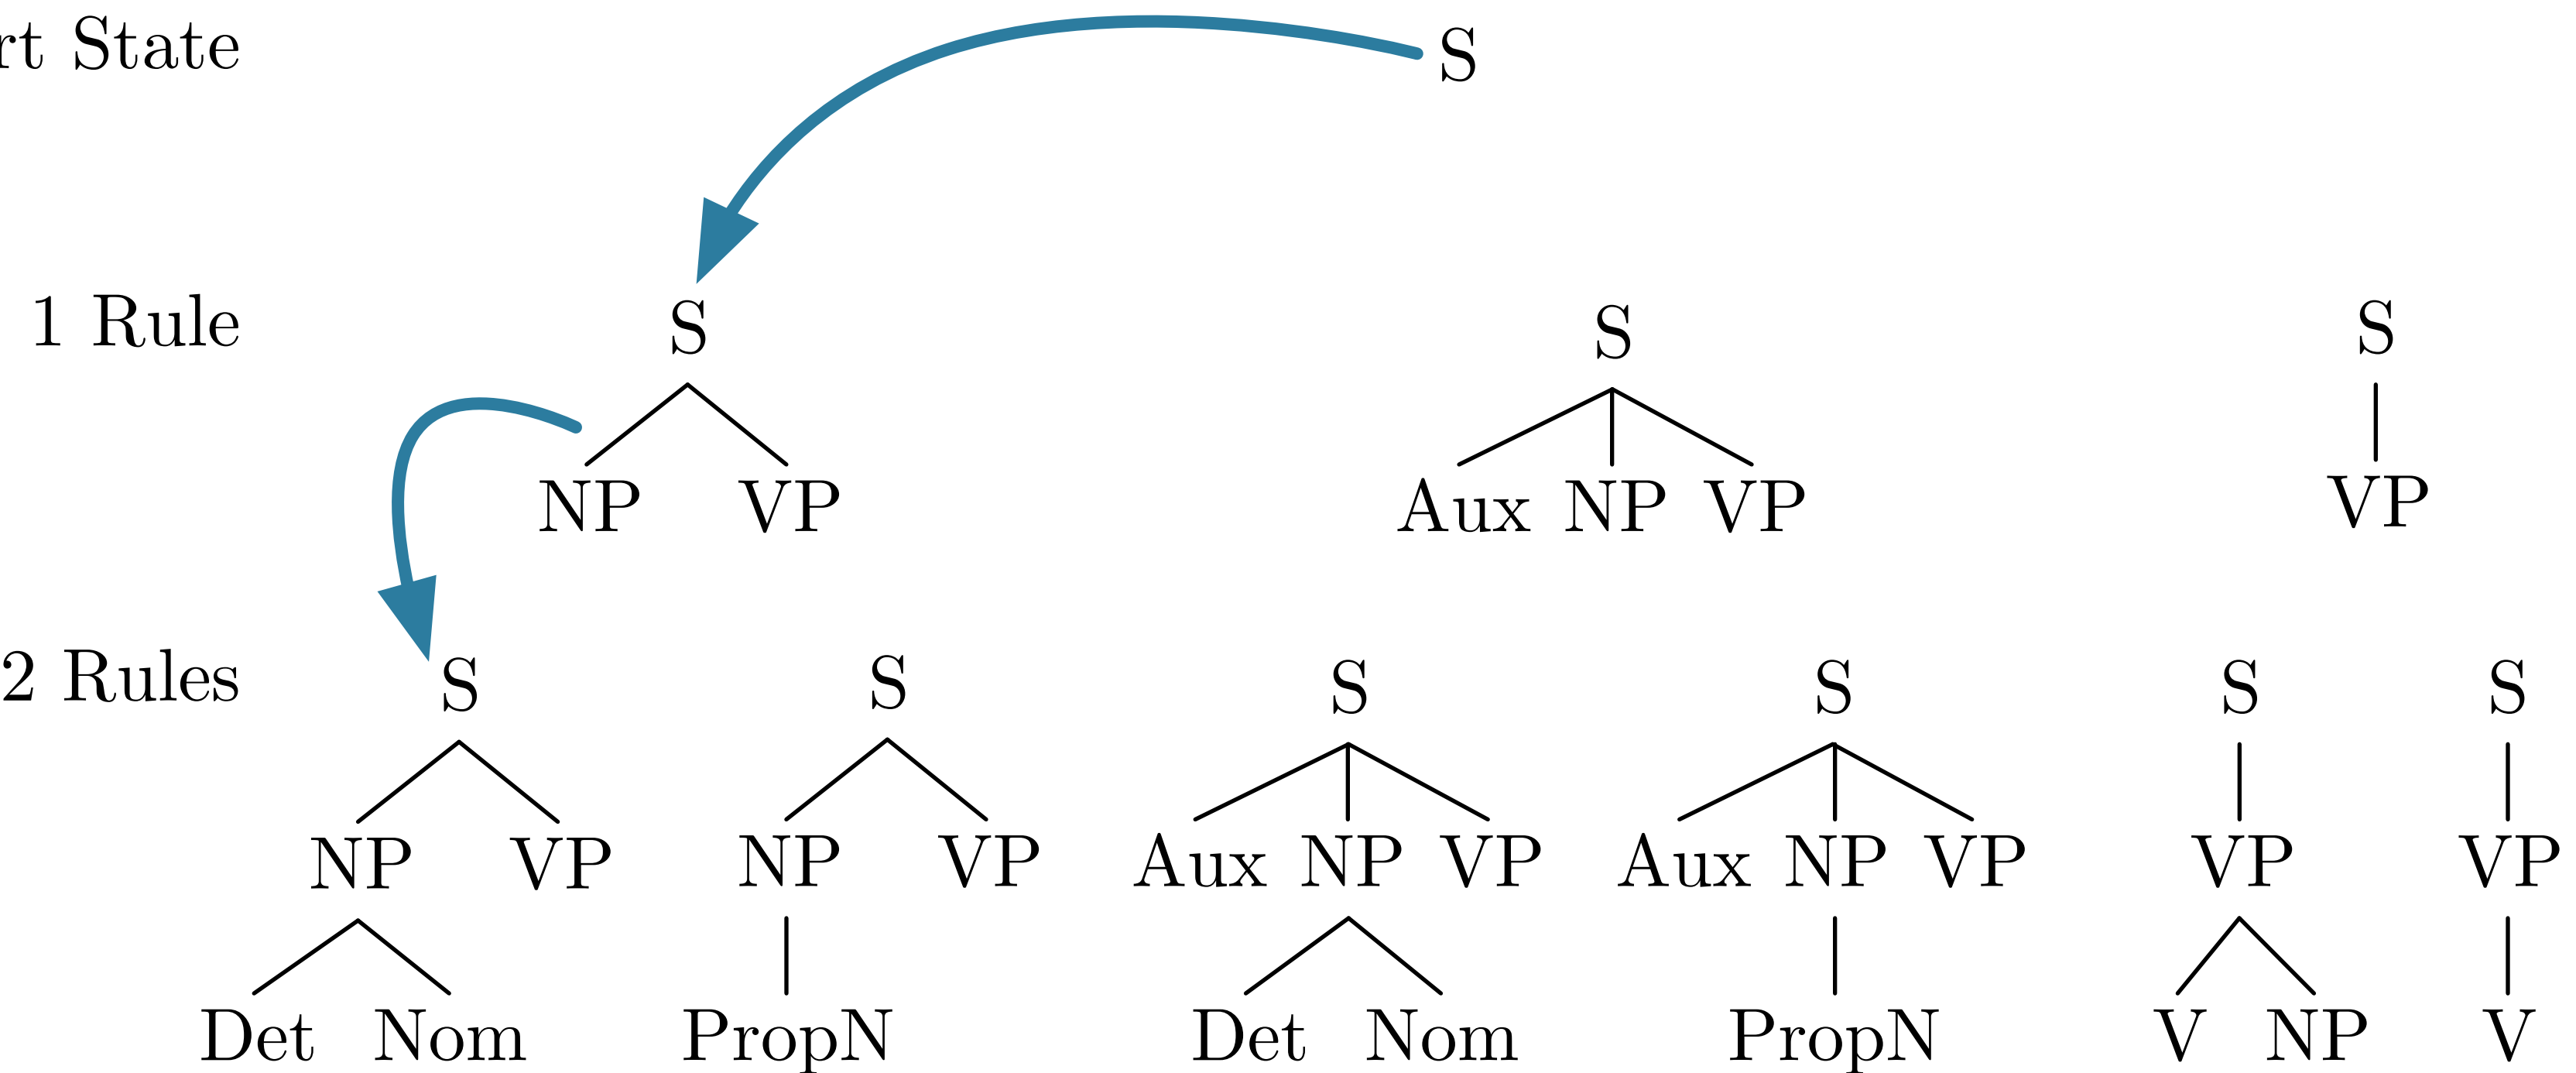 rt State S
1 Rule S S S
NP VP Aux NP VP VP
2 Rules S S S S S S
NP VP NP VP Aux NP VP Aux NP VP VP VP
Det Nom PropN Det Nom PropN V NP V